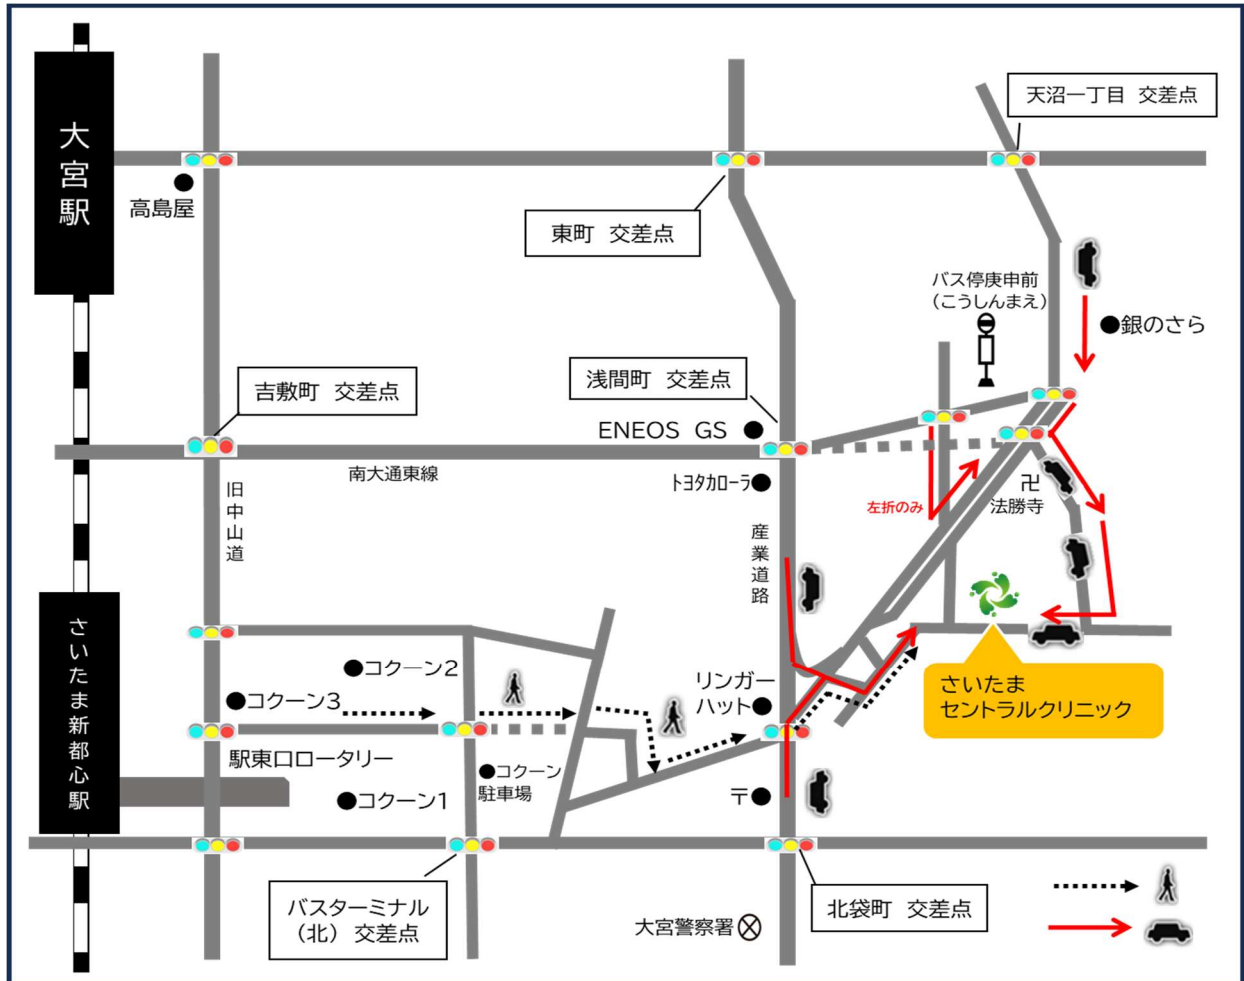 天沼一丁目 交差点
大宮駅
高島屋
東町 交差点
バス停庚申前
（こうしんまえ）
●銀のさら
吉敷町 交差点
浅間町 交差点
ENEOS GS
南大通東線
トヨタカローラ
旧中山道
産業道路
左折のみ
卍
法勝寺
さいたま新都心駅
コクーン2
コクーン3
リンガー
ハット
さいたま
セントラルクリニック
駅東口ロータリー
コクーン
駐車場
コクーン1
〒
バスターミナル
（北） 交差点
北袋町 交差点
大宮警察署